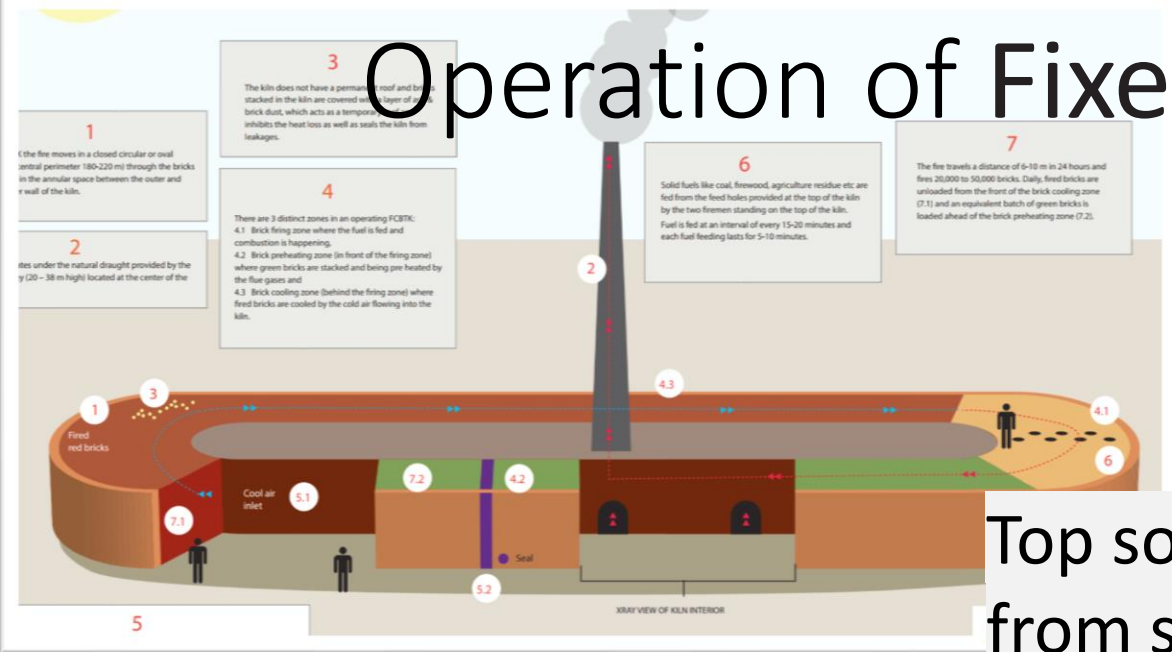 Operation of Fixe
1
the fire moves in a closed circular or oval
central perimeter 180-220 m) through the bricks
in the annular space between the outer and
wall of the kiln.
2
under the natural draught provided by the
(20 – 38 m high) located at the center of the
3
The kiln does not have a permanent roof and bricks
stacked in the kiln are covered with a layer of
brick dust, which acts as a temporary
inhibits the heat loss as well as seals the kiln from
leakages.
4
There are 3 distinct zones in an operating FCBTK:
4.1 Brick firing zone where the fuel is fed and
combustion is happening,
4.2 Brick preheating zone (in front of the firing zone)
where green bricks are stacked and being pre heated by
the flue gases and
4.3 Brick cooling zone (behind the firing zone) where
fired bricks are cooled by the cold air flowing into the
kiln.
6
Solid fuels like coal, firewood, agriculture residue etc are
fed from the feed holes provided at the top of the kiln
by the two firemen standing on the top of the kiln.
Fuel is fed at an interval of every 15-20 minutes and
each fuel feeding lasts for 5-10 minutes.
7
The fire travels a distance of 6-10 m in 24 hours and
fires 20,000 to 50,000 bricks. Daily, fired bricks are
unloaded from the front of the brick cooling zone
(7.1) and an equivalent batch of green bricks is
loaded ahead of the brick preheating zone (7.2).
2
4.3
3
1
4.1
Fired
red bricks
6
7.2
4.2
Cool air
inlet
5.1
7.1
Seal
5.2
XRAY VIEW OF KILN INTERIOR
5
Top so
from s